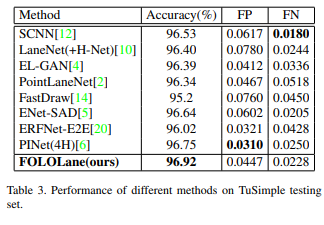 Method Accuracy(%) FP FN
SCNN[12] 96.53 0.0617 0.0180
LaneNet(+H-Net)[10] 96.40 0.0780 0.0244
EL-GAN[4] 96.39 0.0412 0.0336
PointLaneNet[2] 96.34 0.0467 0.0518
FastDraw[14] 95.2 0.0760 0.0450
ENet-SAD[5] 96.64 0.0602 0.0205
ERFNet-E2E[20] 96.02 0.0321 0.0428
PINet(4H)[6] 96.75 0.0310 0.0250
FOLOLane(ours) 96.92 0.0447 0.0228
Table 3. Performance of different methods on TuSimple testing
set.